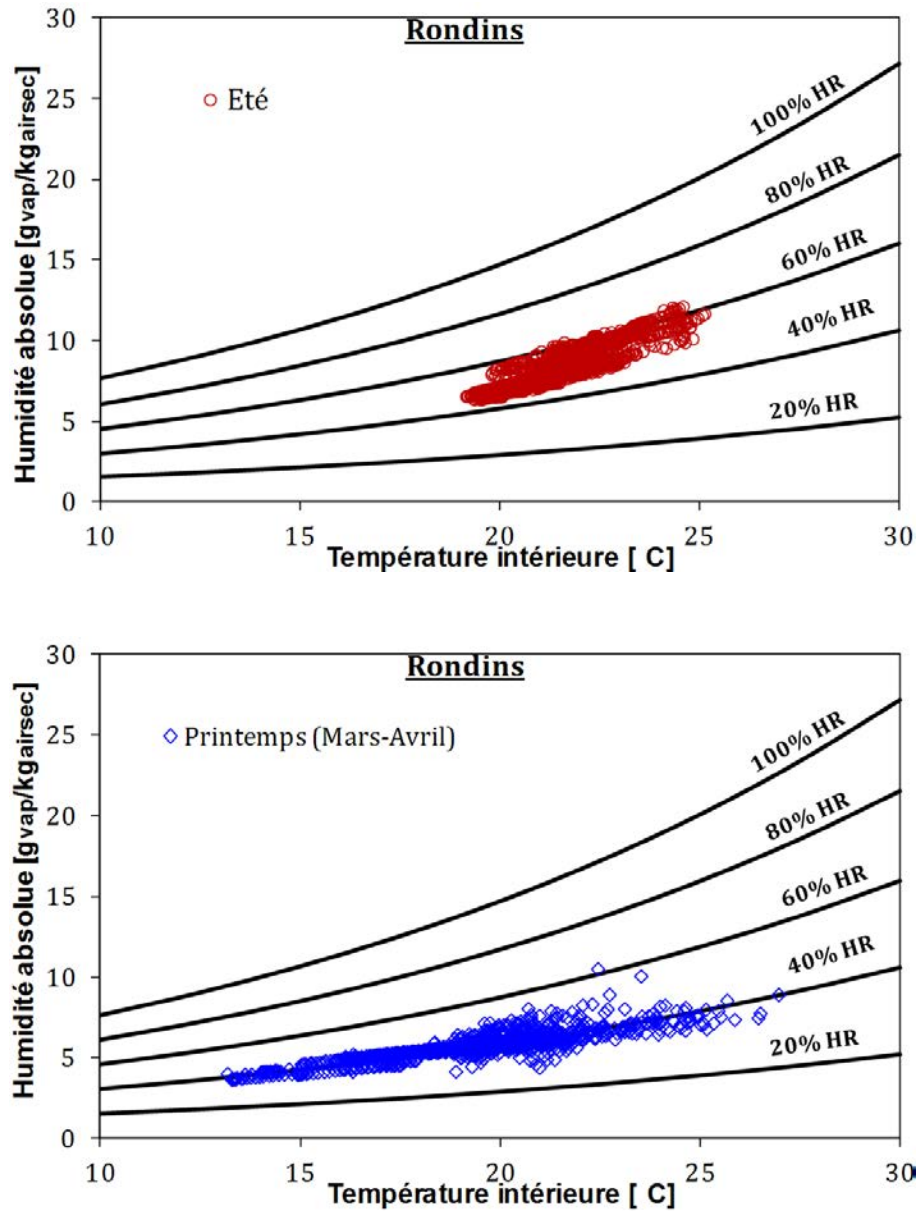 Rondins
Eté
100% HR
80% HR
60% HR
40% HR
20% HR
Humidité absolue [gvap/kgairsec]
30
25
20
15
10
5
0
10 15 20 25 30
Température intérieure [ C]
Rondins
Printemps (Mars-Avril)
100% HR
80% HR
60% HR
40% HR
20% HR
Humidité absolue [gvap/kgairsec]
30
25
20
15
10
5
0
10 15 20 25 30
Température intérieure [ C]